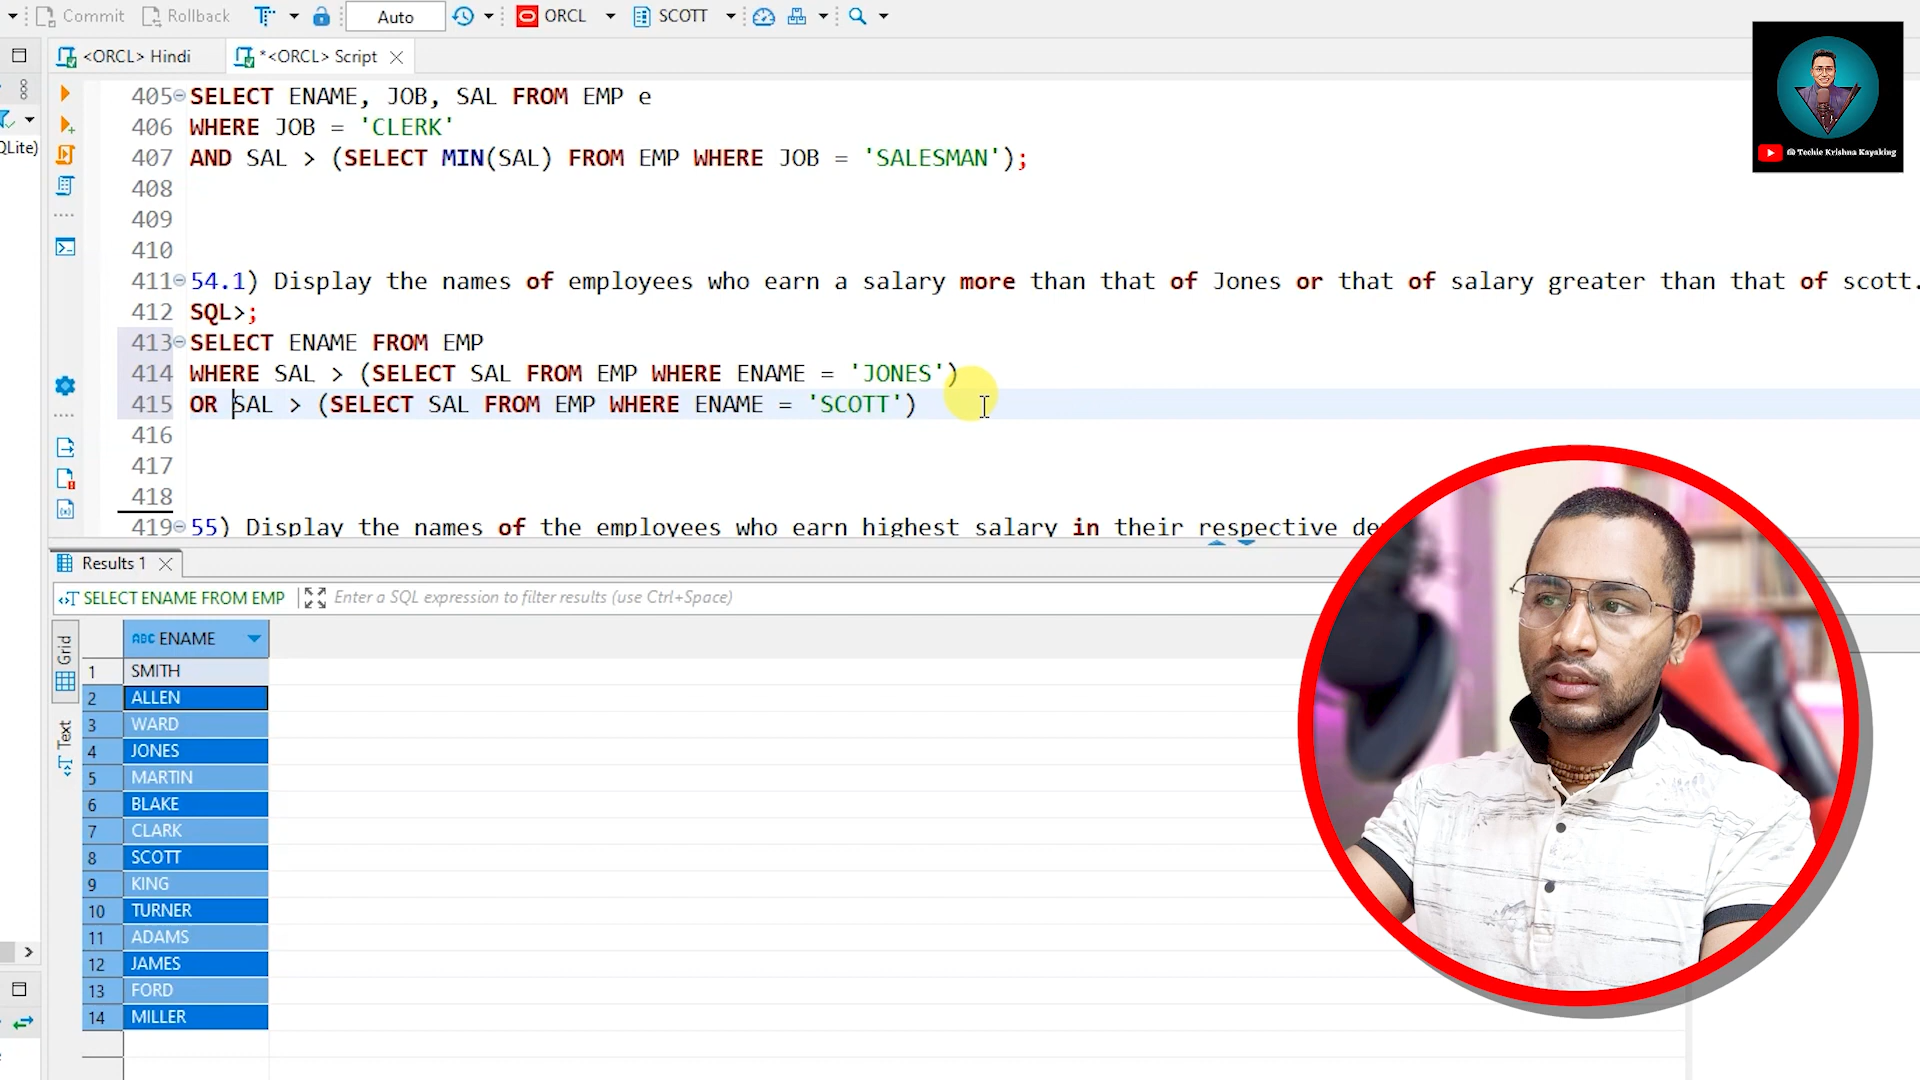 Commit
Rollback
Auto
ORCL
SCOTT
<ORCL> Hindi
*<ORCL> Script
QLite)
Techie Krishna Kayaking
405 SELECT ENAME, JOB, SAL FROM EMP e
406 WHERE JOB = 'CLERK'
407 AND SAL > (SELECT MIN(SAL) FROM EMP WHERE JOB = 'SALESMAN');
408
409
410
411 54.1) Display the names of employees who earn a salary more than that of Jones or that of salary greater than that of scott.
412 SQL>;
413 SELECT ENAME FROM EMP
414 WHERE SAL > (SELECT SAL FROM EMP WHERE ENAME = 'JONES')
415 OR SAL > (SELECT SAL FROM EMP WHERE ENAME = 'SCOTT')
416
417
418
419 55) Display the names of the employees who earn highest salary in their respective de
Results 1
SELECT ENAME FROM EMP
Enter a SQL expression to filter results (use Ctrl+Space)
Grid
Text
ABC ENAME
1 SMITH
2 ALLEN
3 WARD
4 JONES
5 MARTIN
6 BLAKE
7 CLARK
8 SCOTT
9 KING
10 TURNER
11 ADAMS
12 JAMES
13 FORD
14 MILLER